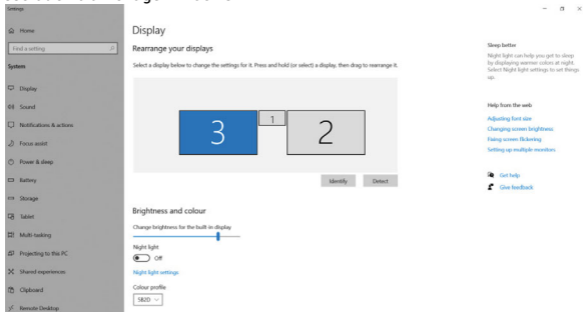 Settings
Home
Find a setting
System
Display
Sound
Notifications & actions
Focus assist
Power & sleep
Battery
Storage
Tablet
Multi-tasking
Projecting to this PC
Shared experiences
Clipboard
Remote Desktop
Display
Rearrange your displays
Select a display below to change the settings for it. Press and hold (or select) a display, then drag to rearrange it.
3
1
2
Identify
Detect
Brightness and colour
Change brightness for the built-in display
Night light
Off
Night light settings
Colour profile
SB2D
Sleep better
Night light can help you get to sleep
by displaying warmer colors at night.
Select Night light settings to set things
up.
Help from the web
Adjusting font size
Changing screen brightness
Fixing screen flickering
Setting up multiple monitors
Get help
Give feedback